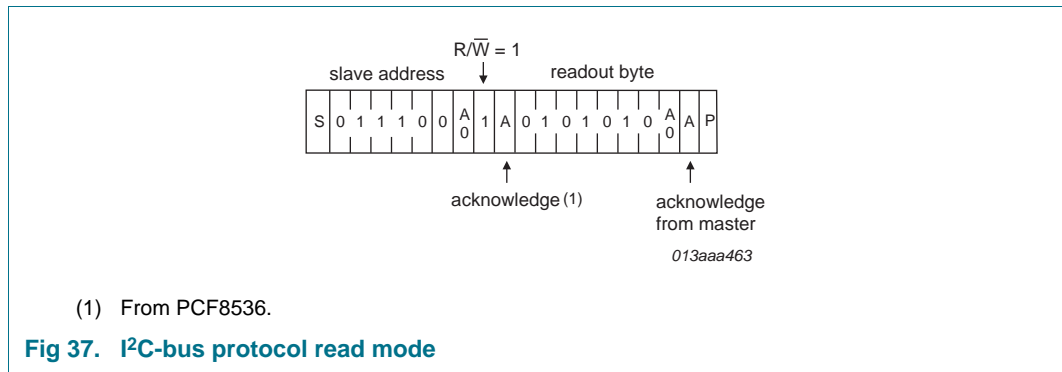 R/W̅ = 1
slave address readout byte
S 0 1 1 1 0 0 A0 1 A 0 1 0 1 0 1 0 A0 A P
acknowledge (1) acknowledge
from master
013aaa463
(1) From PCF8536.
Fig 37. I²C-bus protocol read mode